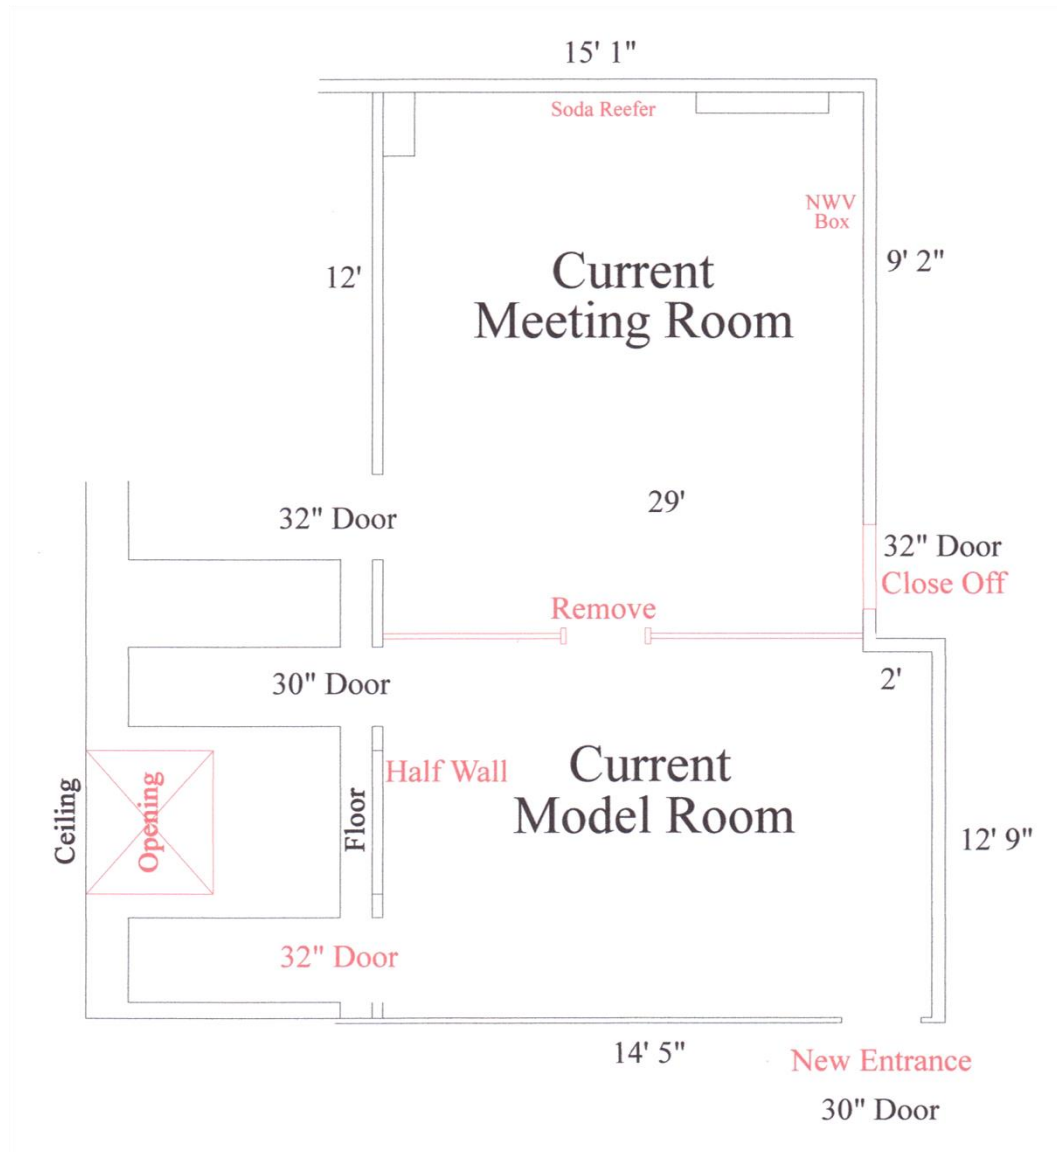 15' 1"
Soda Reefer
NWV
Box
12'
9' 2"
Current
Meeting Room
29'
32" Door
32" Door
Close Off
Remove
30" Door
2'
Half Wall
Current
Model Room
Ceiling
Opening
Floor
12' 9"
32" Door
14' 5"
New Entrance
30" Door